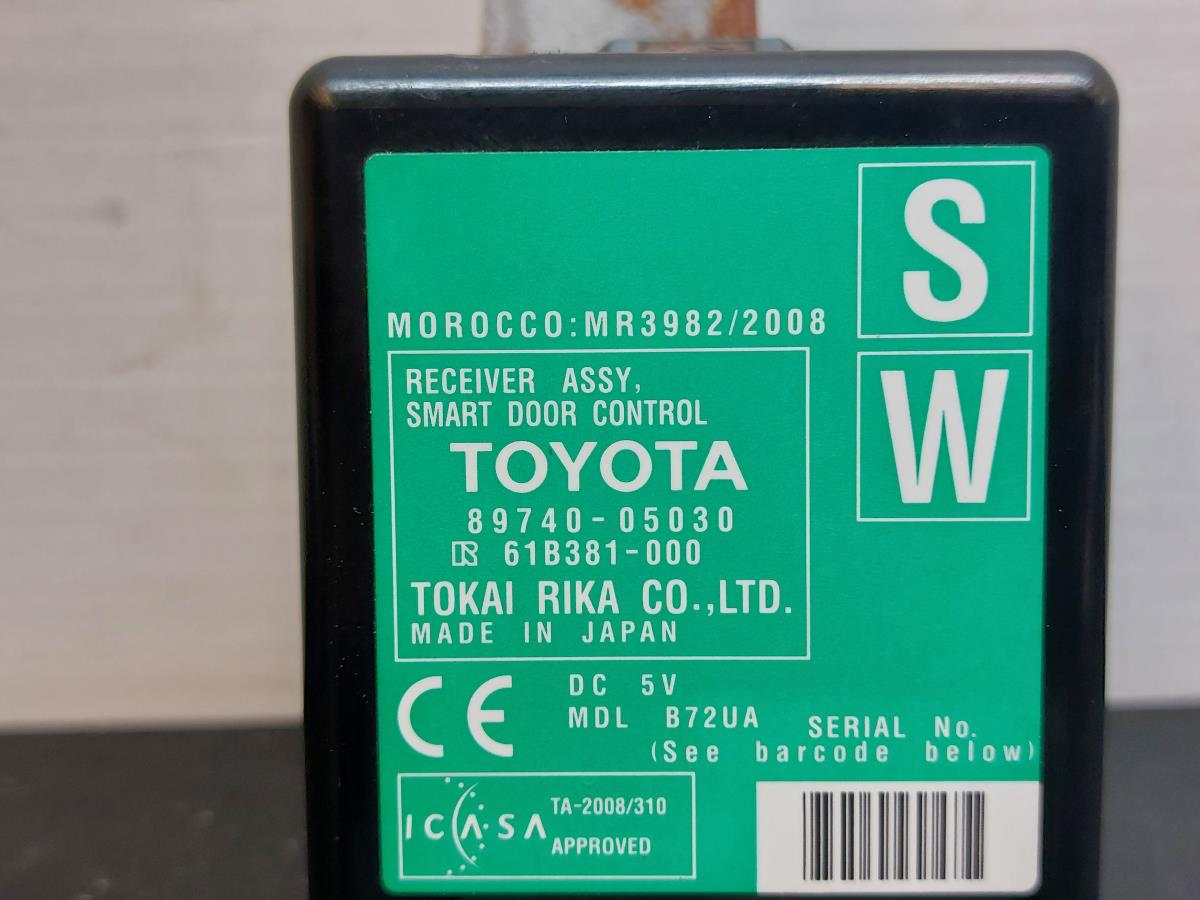 S
W
MOROCCO:MR3982/2008
RECEIVER ASSY,
SMART DOOR CONTROL
TOYOTA
89740-05030
61B381-000
TOKAI RIKA CO.,LTD.
MADE IN JAPAN
CE
DC 5V
MDL B72UA
SERIAL No.
(See barcode below)
ICASA
TA-2008/310
APPROVED